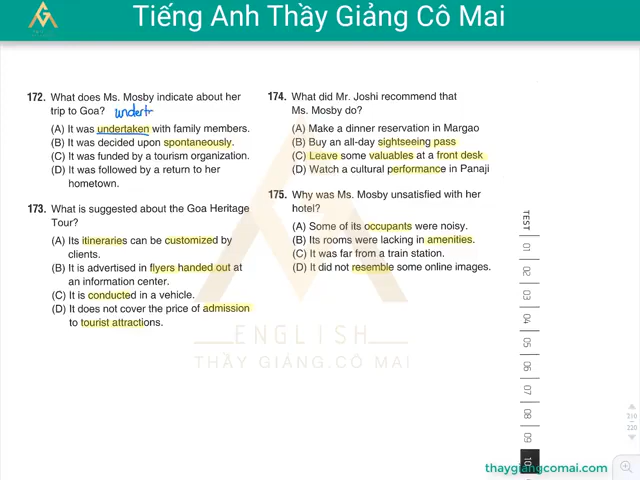 Tiếng Anh Thầy Giảng Cô Mai
172. What does Ms. Mosby indicate about her
trip to Goa? undert
(A) It was undertaken with family members.
(B) It was decided upon spontaneously.
(C) It was funded by a tourism organization.
(D) It was followed by a return to her
hometown.
173. What is suggested about the Goa Heritage
Tour?
(A) Its itineraries can be customized by
clients.
(B) It is advertised in flyers handed out at
an information center.
(C) It is conducted in a vehicle.
(D) It does not cover the price of admission
to tourist attractions.
174. What did Mr. Joshi recommend that
Ms. Mosby do?
(A) Make a dinner reservation in Margao
(B) Buy an all-day sightseeing pass
(C) Leave some valuables at a front desk
(D) Watch a cultural performance in Panaji
175. Why was Ms. Mosby unsatisfied with her
hotel?
(A) Some of its occupants were noisy.
(B) Its rooms were lacking in amenities.
(C) It was far from a train station.
(D) It did not resemble some online images.
ENGLISH
THẦY GIẢNG.CÔ MAI
TEST
01
02
03
04
05
06
07
08
09
10
210
220
thaygiangcomai.com